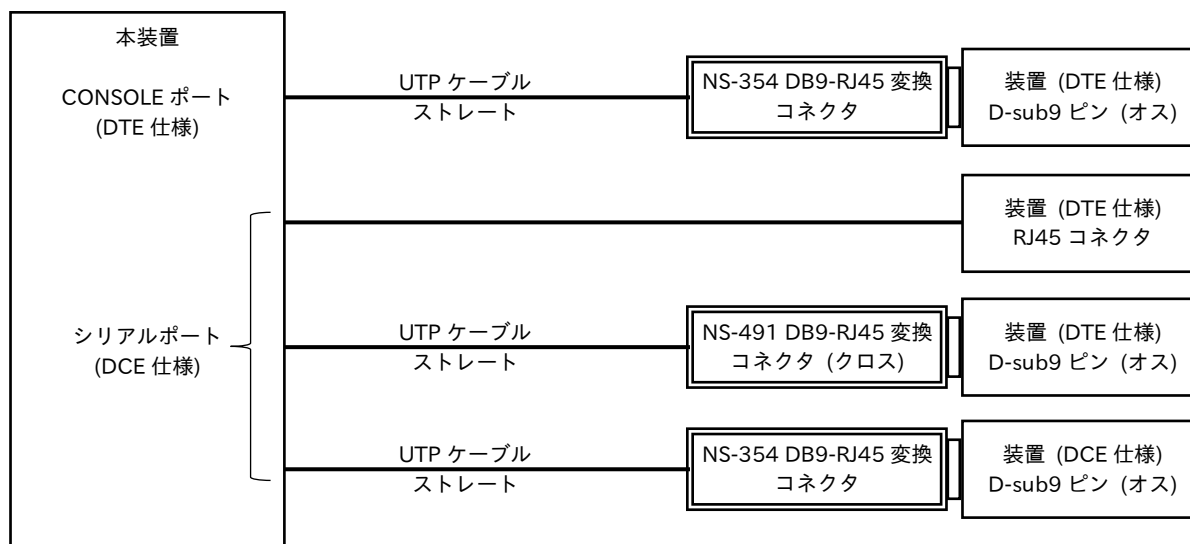 本装置
CONSOLE ポート
(DTE 仕様)
UTP ケーブル
ストレート
NS-354 DB9-RJ45 変換
コネクタ
装置 (DTE 仕様)
D-sub9 ピン (オス)
装置 (DTE 仕様)
RJ45 コネクタ
シリアルポート
(DCE 仕様)
UTP ケーブル
ストレート
NS-491 DB9-RJ45 変換
コネクタ (クロス)
装置 (DTE 仕様)
D-sub9 ピン (オス)
UTP ケーブル
ストレート
NS-354 DB9-RJ45 変換
コネクタ
装置 (DCE 仕様)
D-sub9 ピン (オス)